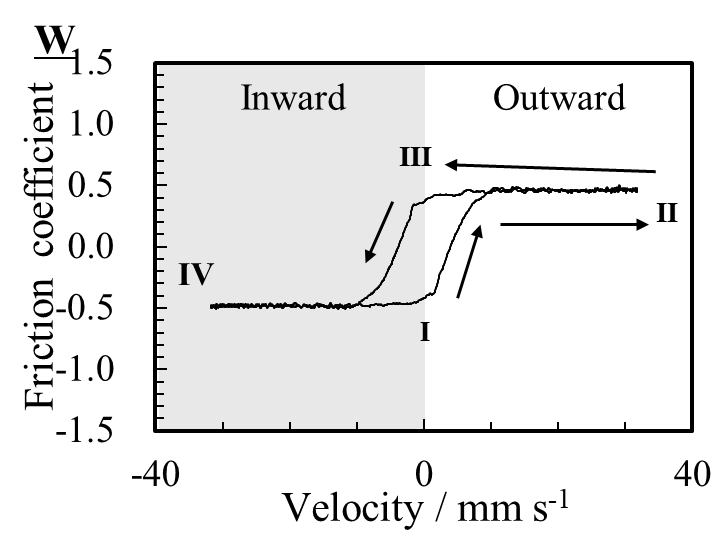 W
1.5
Inward Outward
1.0
III
0.5
II
0.0
IV
-0.5
I
-1.0
-1.5
Friction coefficient
-40 0 40
Velocity / mm s-1